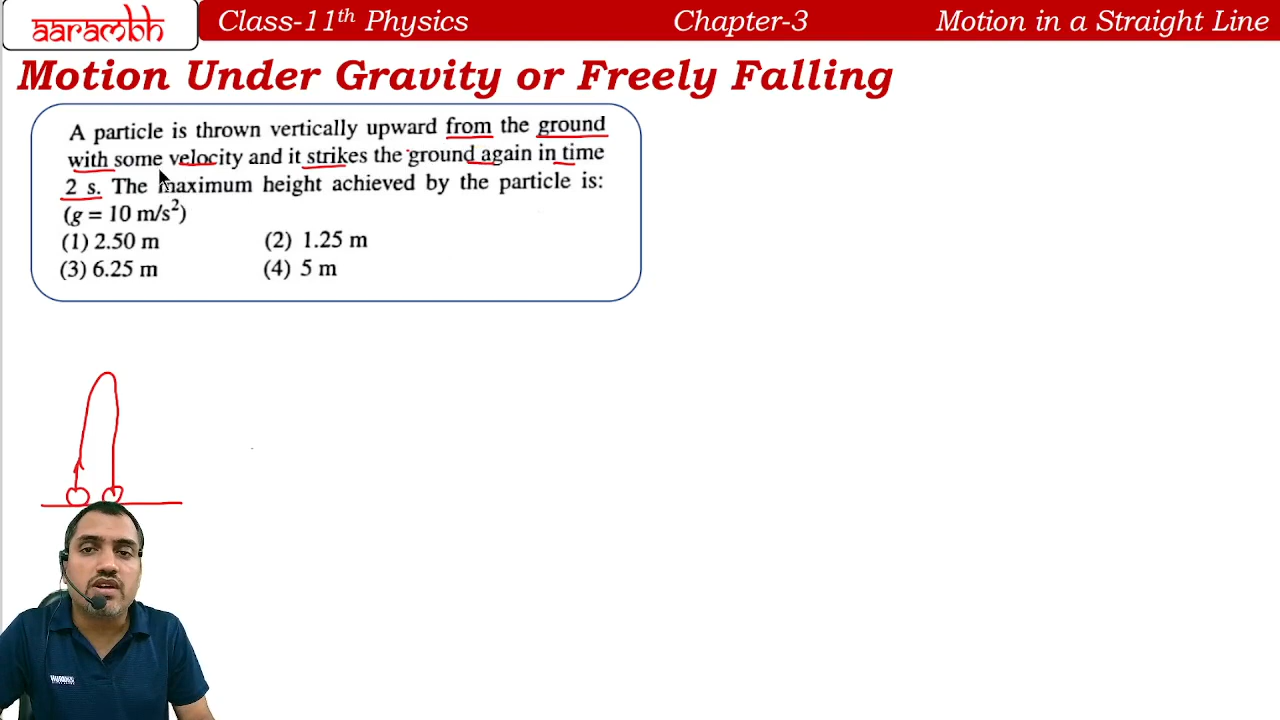 aarambh
Class-11th Physics Chapter-3 Motion in a Straight Line
Motion Under Gravity or Freely Falling
A particle is thrown vertically upward from the ground
with some velocity and it strikes the ground again in time
2 s. The maximum height achieved by the particle is:
(g = 10 m/s²)
(1) 2.50 m (2) 1.25 m
(3) 6.25 m (4) 5 m